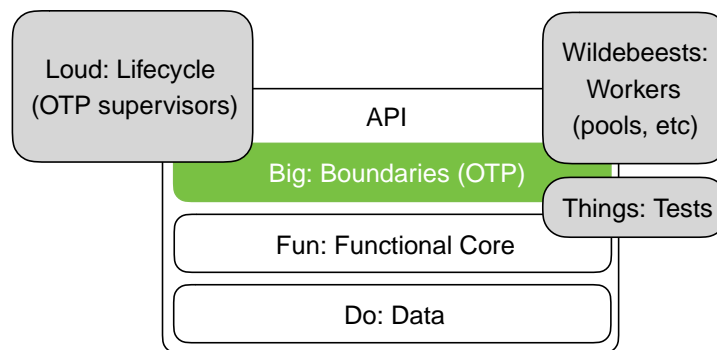 Loud: Lifecycle
(OTP supervisors)
Wildebeests:
Workers
(pools, etc)
API
Big: Boundaries (OTP)
Things: Tests
Fun: Functional Core
Do: Data